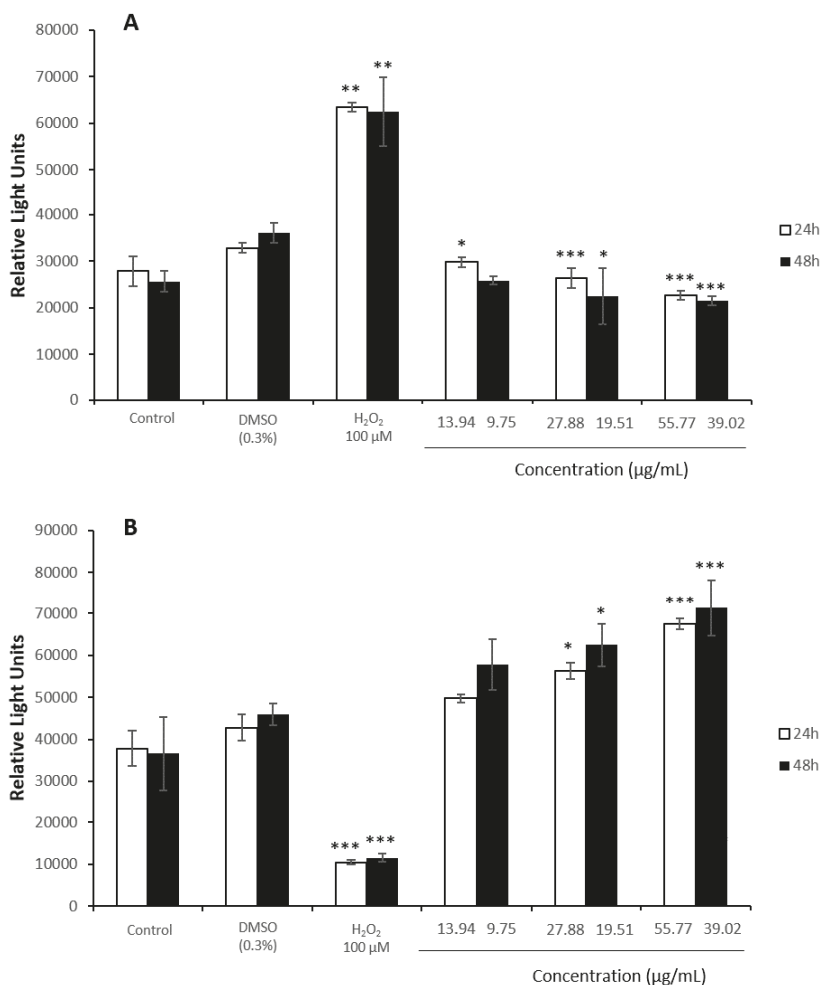 A
Relative Light Units
80000
70000
60000
50000
40000
30000
20000
10000
0
** **
* *** * *** ***
24h
48h
Control DMSO H₂O₂ 13.94 9.75 27.88 19.51 55.77 39.02
(0.3%) 100 µM
Concentration (µg/mL)
B
Relative Light Units
90000
80000
70000
60000
50000
40000
30000
20000
10000
0
*** ***
* * *** ***
24h
48h
Control DMSO H₂O₂ 13.94 9.75 27.88 19.51 55.77 39.02
(0.3%) 100 µM
Concentration (µg/mL)